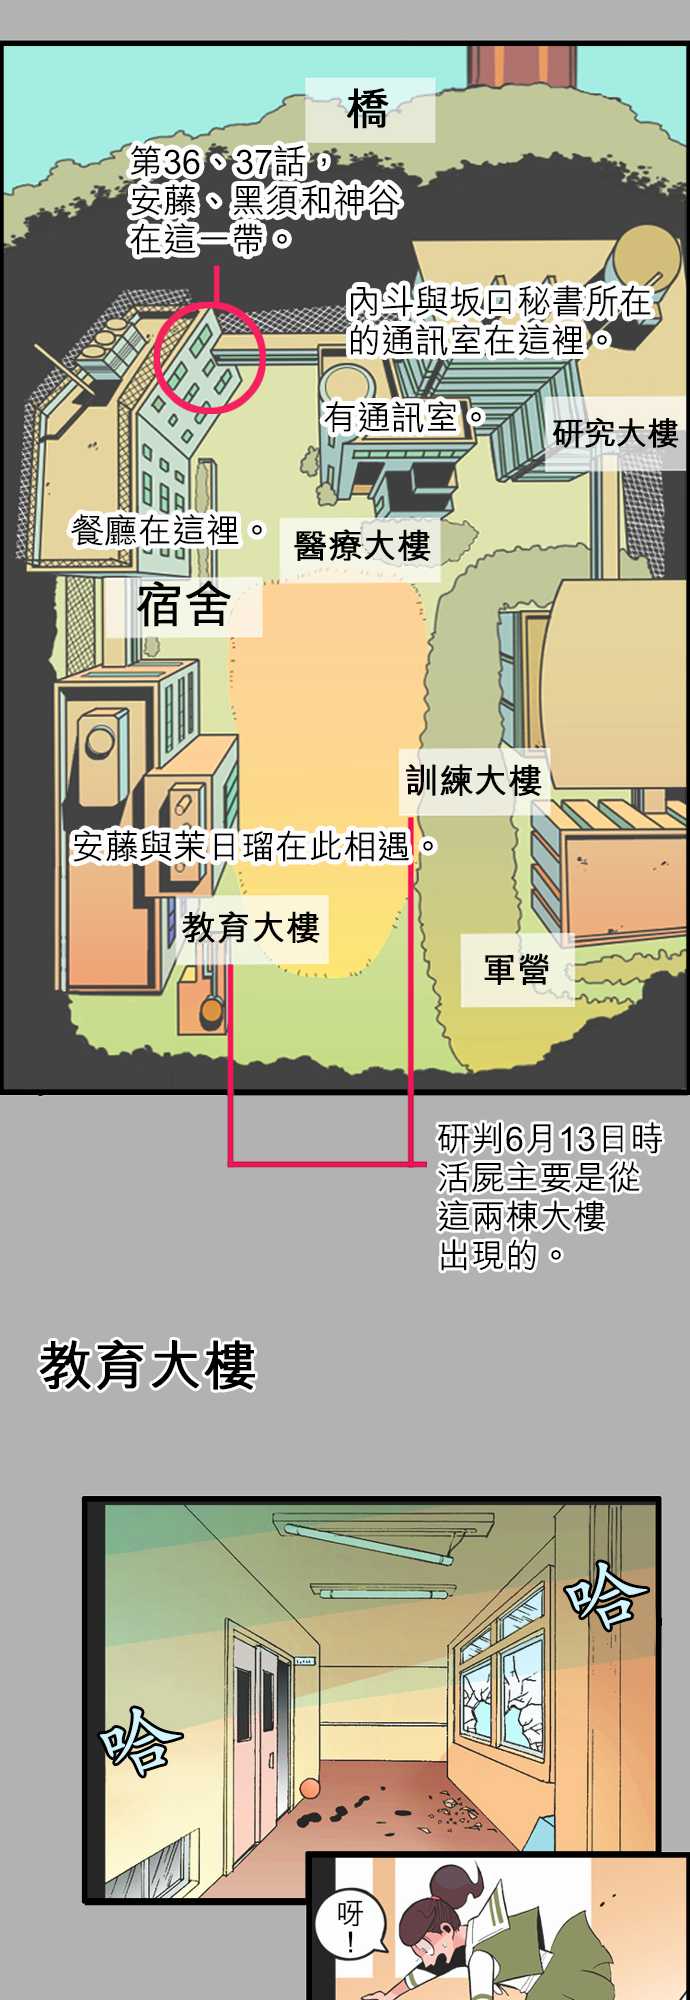 橋
第36、37話，
安藤、黑須和神谷
在這一帶。
內斗與坂口秘書所在
的通訊室在這裡。
有通訊室。
研究大樓
餐廳在這裡。
醫療大樓
宿舍
訓練大樓
安藤與茉日瑠在此相遇。
教育大樓
軍營
研判6月13日時
活屍主要是從
這兩棟大樓
出現的。
教育大樓
哈
哈
呀！